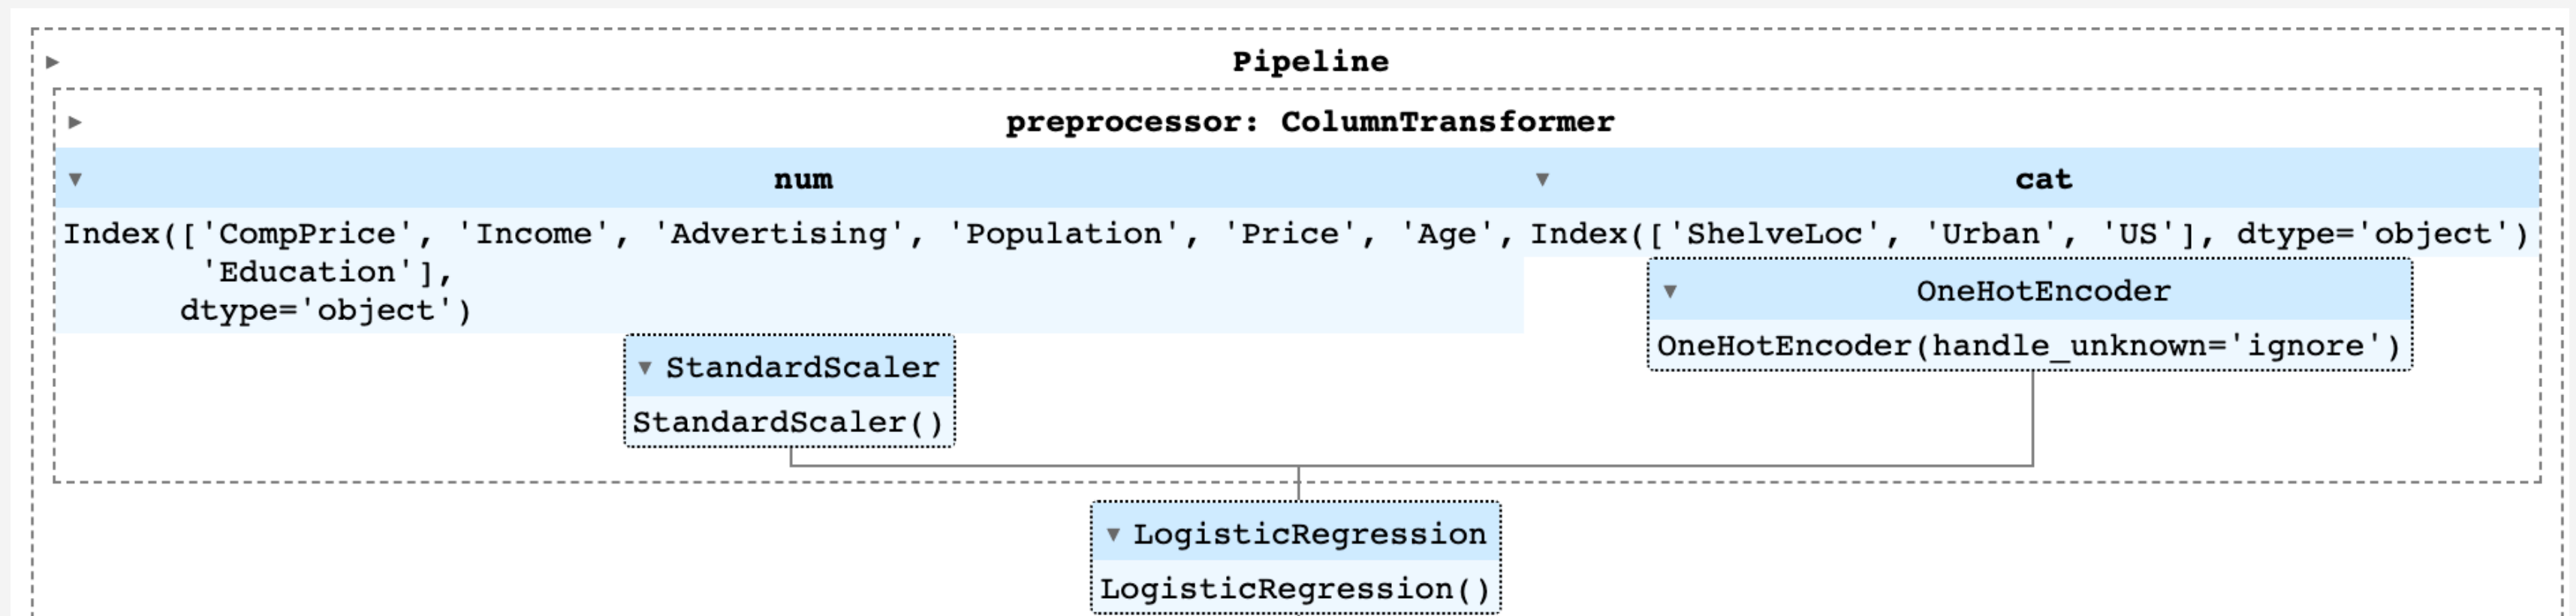 Pipeline
preprocessor: ColumnTransformer
num
Index(['CompPrice', 'Income', 'Advertising', 'Population', 'Price', 'Age',
'Education'],
dtype='object')
StandardScaler
StandardScaler()
cat
Index(['ShelveLoc', 'Urban', 'US'], dtype='object')
OneHotEncoder
OneHotEncoder(handle_unknown='ignore')
LogisticRegression
LogisticRegression()